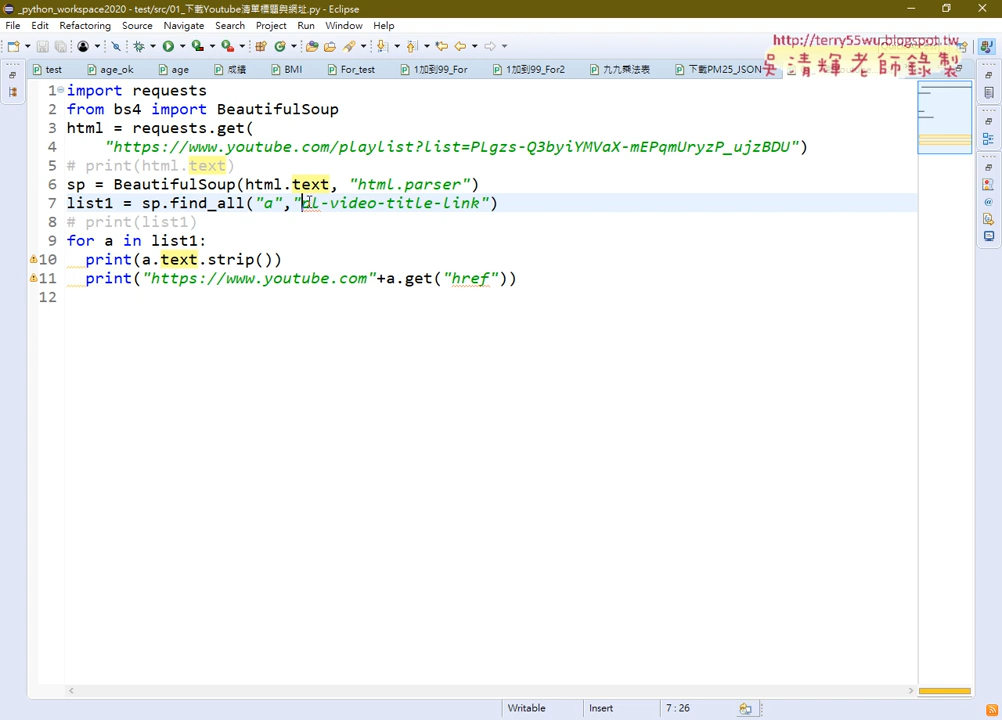 _python_workspace2020 - test/src/01_下載Youtube清單標題與網址.py - Eclipse
File Edit Refactoring Source Navigate Search Project Run Window Help
http://terry55wu.blogspot.tw
吳清輝老師錄製
test age_ok age 成績 BMI For_test 1加到99_For 1加到99_For2 九九乘法表 下載PM25_JSON
1 import requests
2 from bs4 import BeautifulSoup
3 html = requests.get(
4 "https://www.youtube.com/playlist?list=PLgzs-Q3byiYMVaX-mEPqmUryzP_ujzBDU")
5 # print(html.text)
6 sp = BeautifulSoup(html.text, "html.parser")
7 list1 = sp.find_all("a","pl-video-title-link")
8 # print(list1)
9 for a in list1:
10 print(a.text.strip())
11 print("https://www.youtube.com"+a.get("href"))
12
Writable Insert 7 : 26